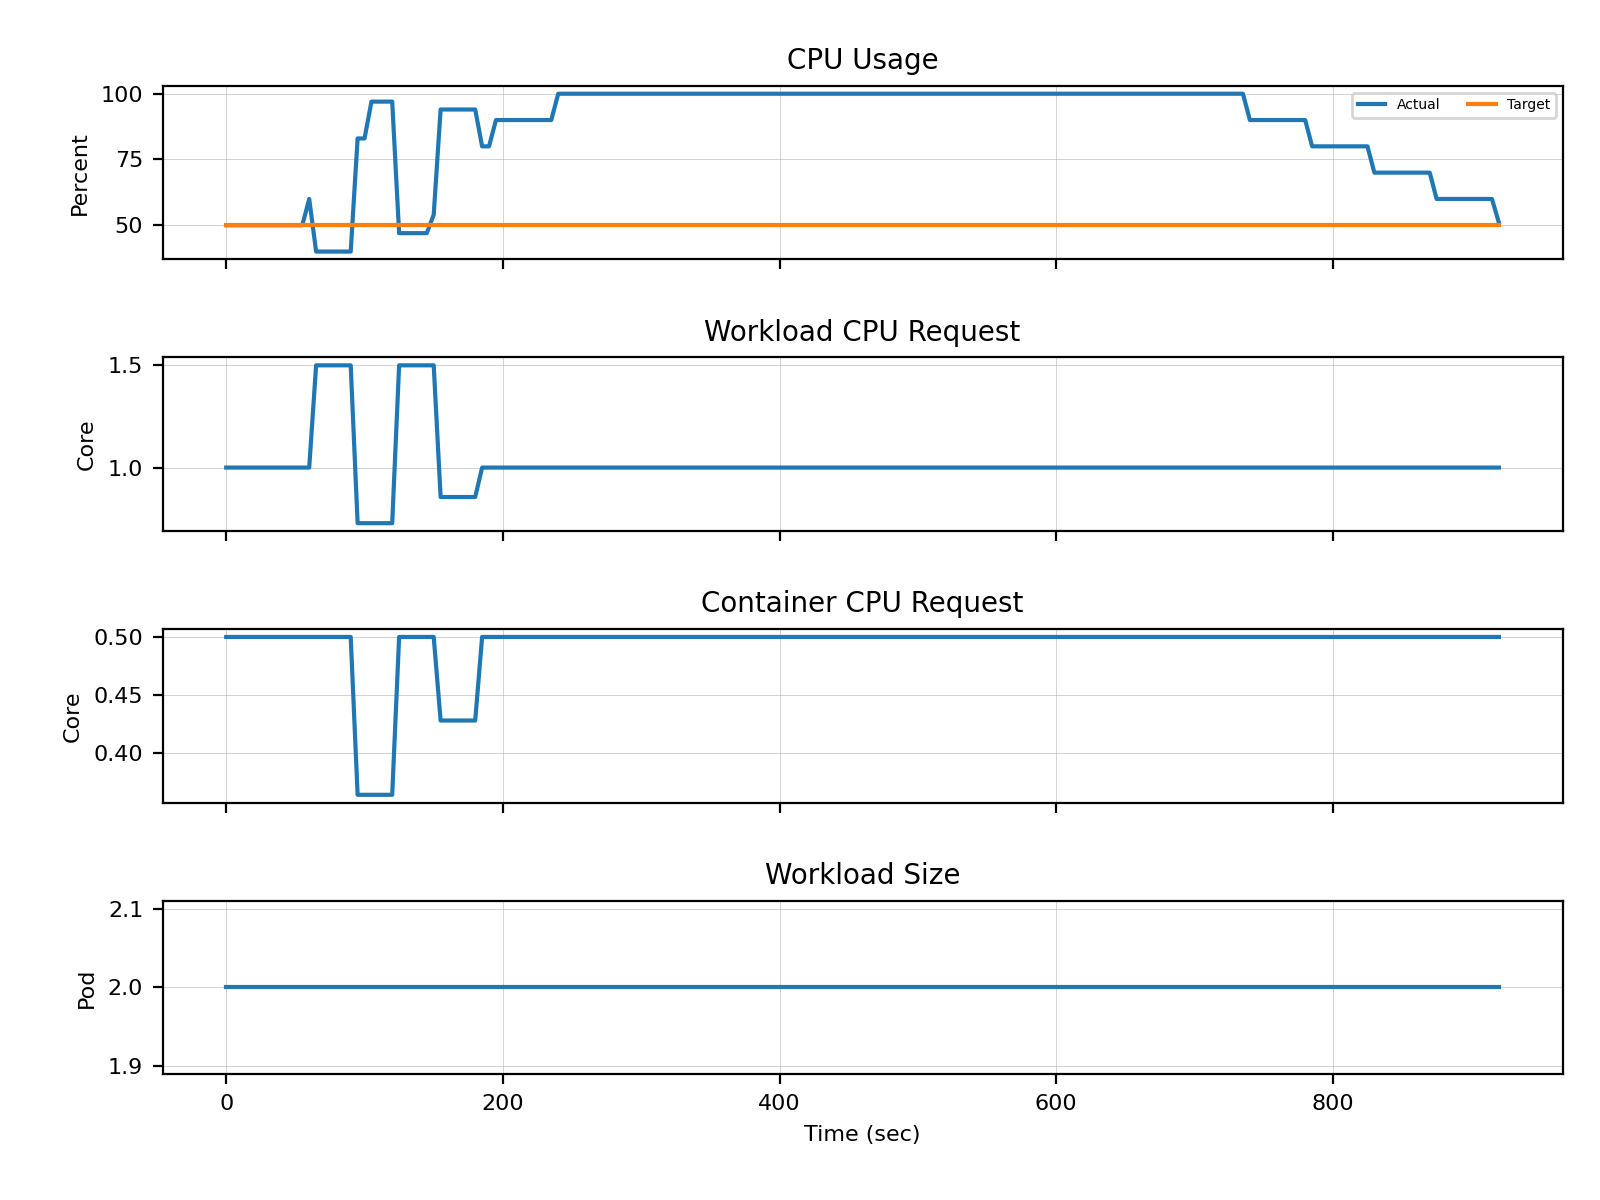 CPU Usage
100
75
50
Percent
Actual Target
Workload CPU Request
1.5
1.0
Core
Container CPU Request
0.50
0.45
0.40
Core
Workload Size
2.1
2.0
1.9
Pod
0 200 400 600 800
Time (sec)